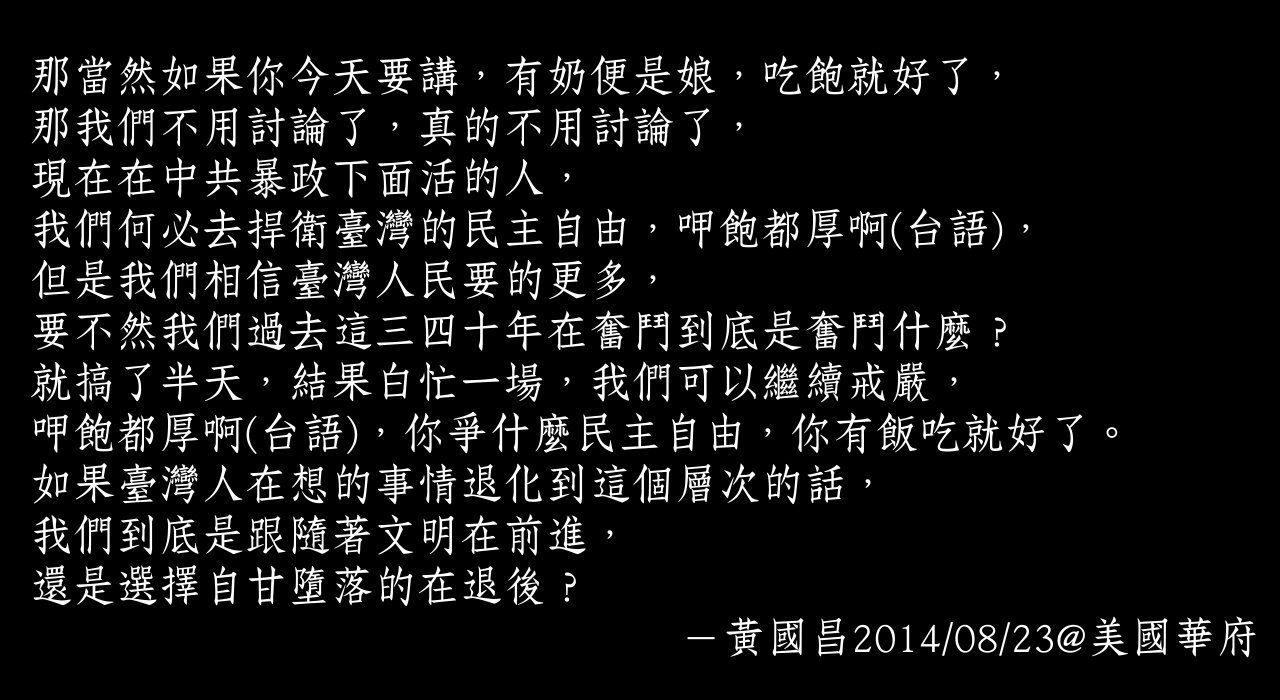 那當然如果你今天要講，有奶便是娘，吃飽就好了，
那我們不用討論了，真的不用討論了，
現在在中共暴政下面活的人，
我們何必去捍衛臺灣的民主自由，呷飽都厚啊(台語)，
但是我們相信臺灣人民要的更多，
要不然我們過去這三四十年在奮鬥到底是奮鬥什麼？
就搞了半天，結果白忙一場，我們可以繼續戒嚴，
呷飽都厚啊(台語)，你爭什麼民主自由，你有飯吃就好了。
如果臺灣人在想的事情退化到這個層次的話，
我們到底是跟隨著文明在前進，
還是選擇自甘墮落的在退後？
－黃國昌2014/08/23@美國華府